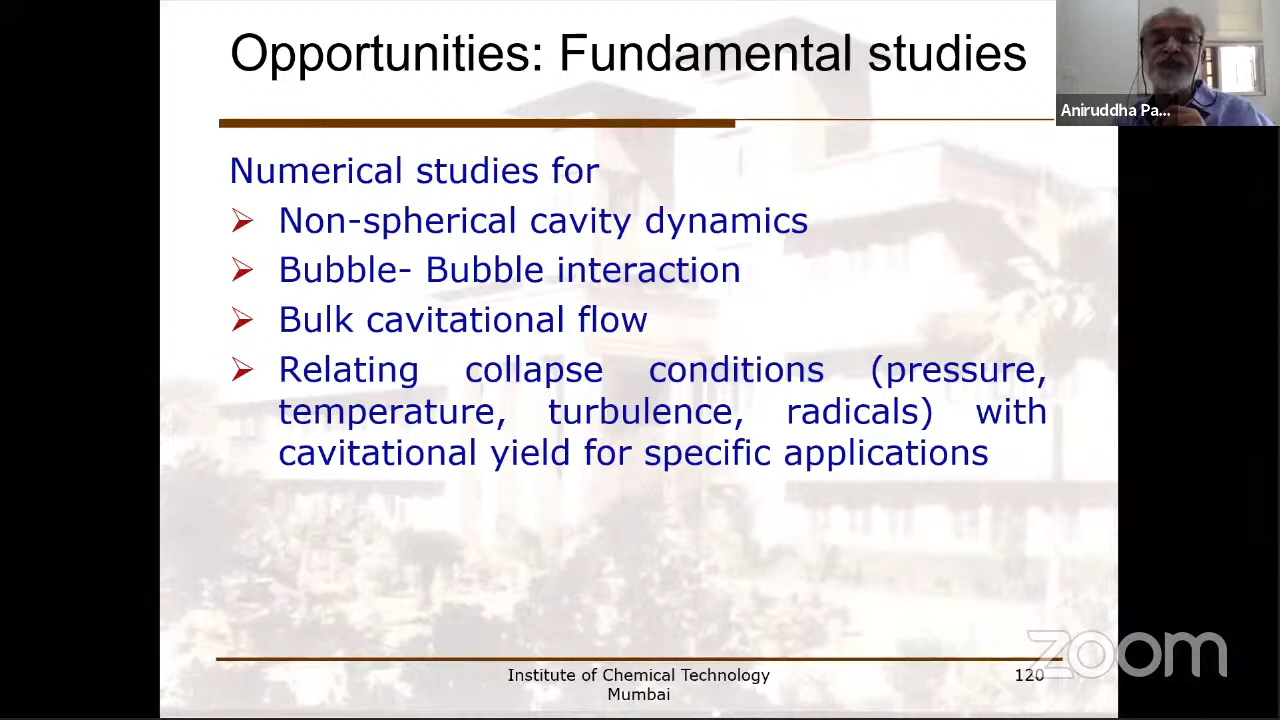 Opportunities: Fundamental studies
Aniruddha Pa...
Numerical studies for
Non-spherical cavity dynamics
Bubble- Bubble interaction
Bulk cavitational flow
Relating collapse conditions (pressure,
temperature, turbulence, radicals) with
cavitational yield for specific applications
Institute of Chemical Technology
Mumbai
120
zoom